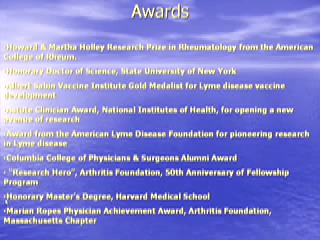 Awards
·Howard & Martha Holley Research Prize in Rheumatology from the American
College of Rheum.
·Honorary Doctor of Science, State University of New York
·Albert Sabin Vaccine Institute Gold Medalist for Lyme disease vaccine
development
·Astute Clinician Award, National Institutes of Health, for opening a new
avenue of research
·Award from the American Lyme Disease Foundation for pioneering research
in Lyme disease
·Columbia College of Physicians & Surgeons Alumni Award
· "Research Hero", Arthritis Foundation, 50th Anniversary of Fellowship
Program
·Honorary Master's Degree, Harvard Medical School
·Marian Ropes Physician Achievement Award, Arthritis Foundation,
Massachusetts Chapter